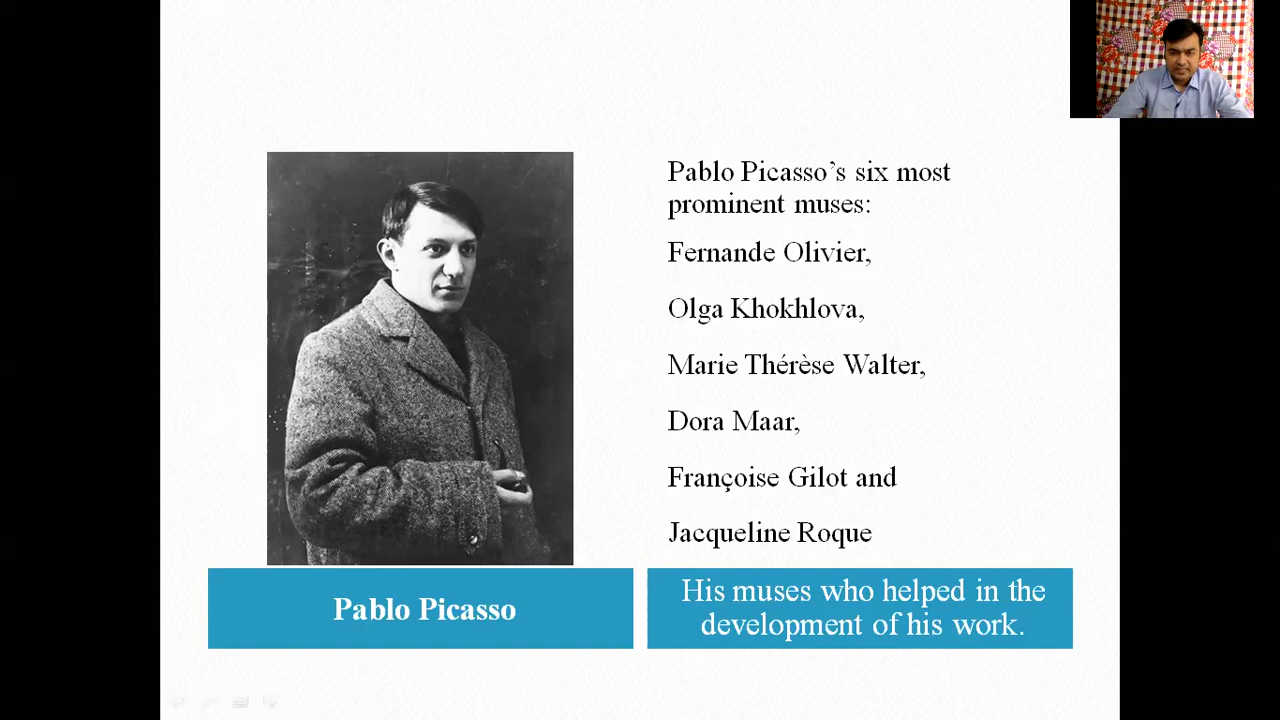 Pablo Picasso’s six most
prominent muses:
Fernande Olivier,
Olga Khokhlova,
Marie Thérèse Walter,
Dora Maar,
Françoise Gilot and
Jacqueline Roque
Pablo Picasso
His muses who helped in the
development of his work.